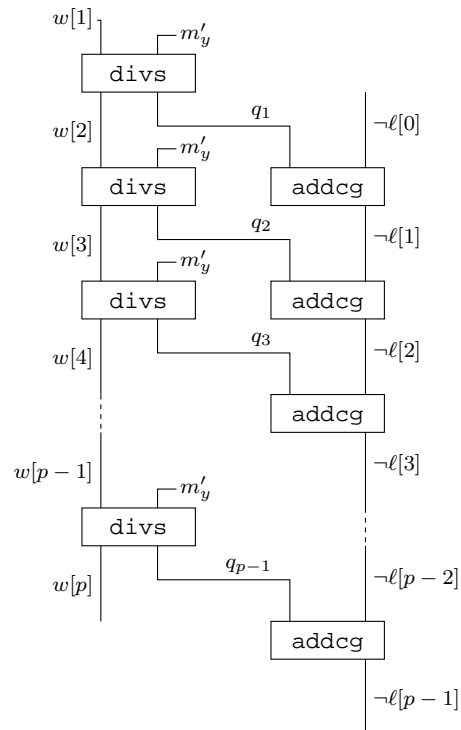 w[1]
m′_y
divs
q_1
w[2]
¬ℓ[0]
m′_y
divs
addcg
q_2
w[3]
¬ℓ[1]
m′_y
divs
addcg
q_3
w[4]
¬ℓ[2]
addcg
w[p − 1]
¬ℓ[3]
m′_y
divs
q_{p−1}
w[p]
¬ℓ[p − 2]
addcg
¬ℓ[p − 1]